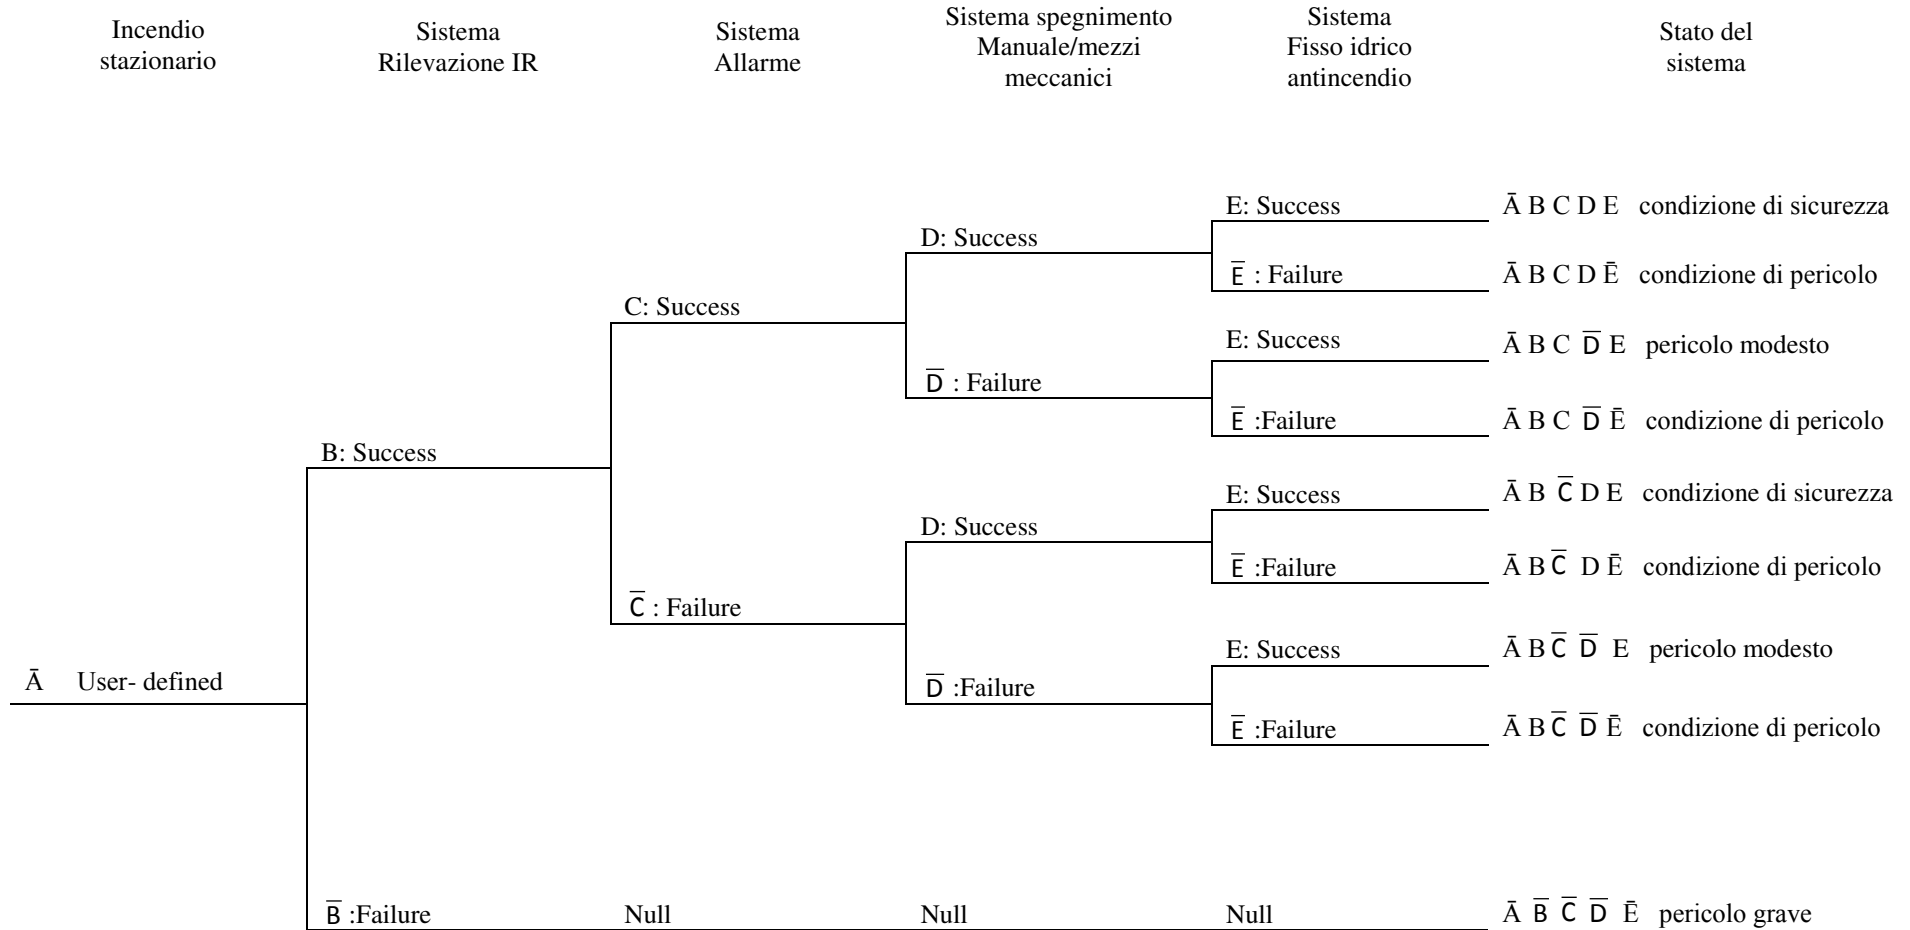 Incendio
stazionario
Sistema
Rilevazione IR
Sistema
Allarme
Sistema spegnimento
Manuale/mezzi
meccanici
Sistema
Fisso idrico
antincendio
Stato del
sistema
E: Success
Ā B C D E condizione di sicurezza
D: Success
E̅ : Failure
Ā B C D Ē condizione di pericolo
C: Success
E: Success
Ā B C D̅ E pericolo modesto
D̅ : Failure
E̅ :Failure
Ā B C D̅ Ē condizione di pericolo
B: Success
E: Success
Ā B C̅ D E condizione di sicurezza
D: Success
E̅ :Failure
Ā B C̅ D Ē condizione di pericolo
C̅ : Failure
E: Success
Ā B C̅ D̅ E pericolo modesto
Ā User- defined
D̅ :Failure
E̅ :Failure
Ā B C̅ D̅ Ē condizione di pericolo
B̅ :Failure
Null
Null
Null
Ā B̅ C̅ D̅ Ē pericolo grave